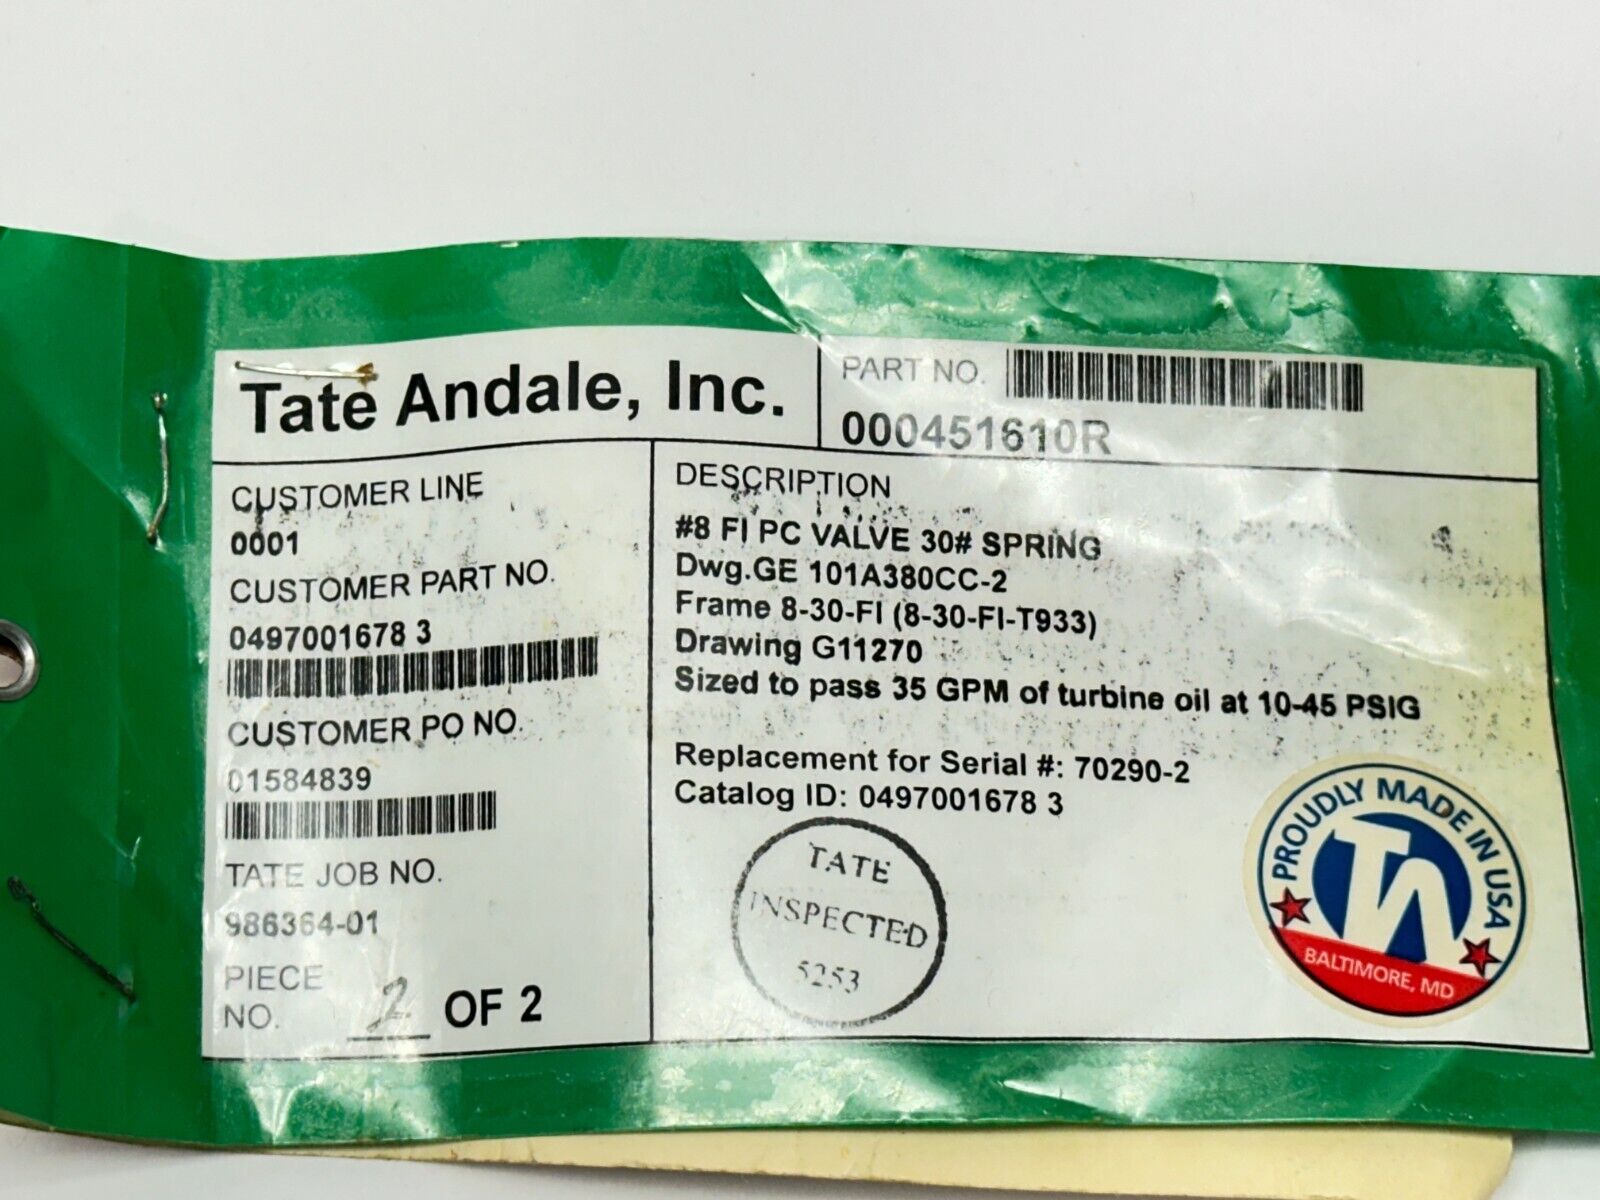 Tate Andale, Inc.
PART NO.
000451610R
CUSTOMER LINE
0001
CUSTOMER PART NO.
0497001678 3
CUSTOMER PO NO.
01584839
TATE JOB NO.
986364-01
PIECE
NO. 2 OF 2
DESCRIPTION
#8 FI PC VALVE 30# SPRING
Dwg.GE 101A380CC-2
Frame 8-30-FI (8-30-FI-T933)
Drawing G11270
Sized to pass 35 GPM of turbine oil at 10-45 PSIG
Replacement for Serial #: 70290-2
Catalog ID: 0497001678 3
TATE
INSPECTED
5253
PROUDLY MADE IN USA
TA
BALTIMORE, MD